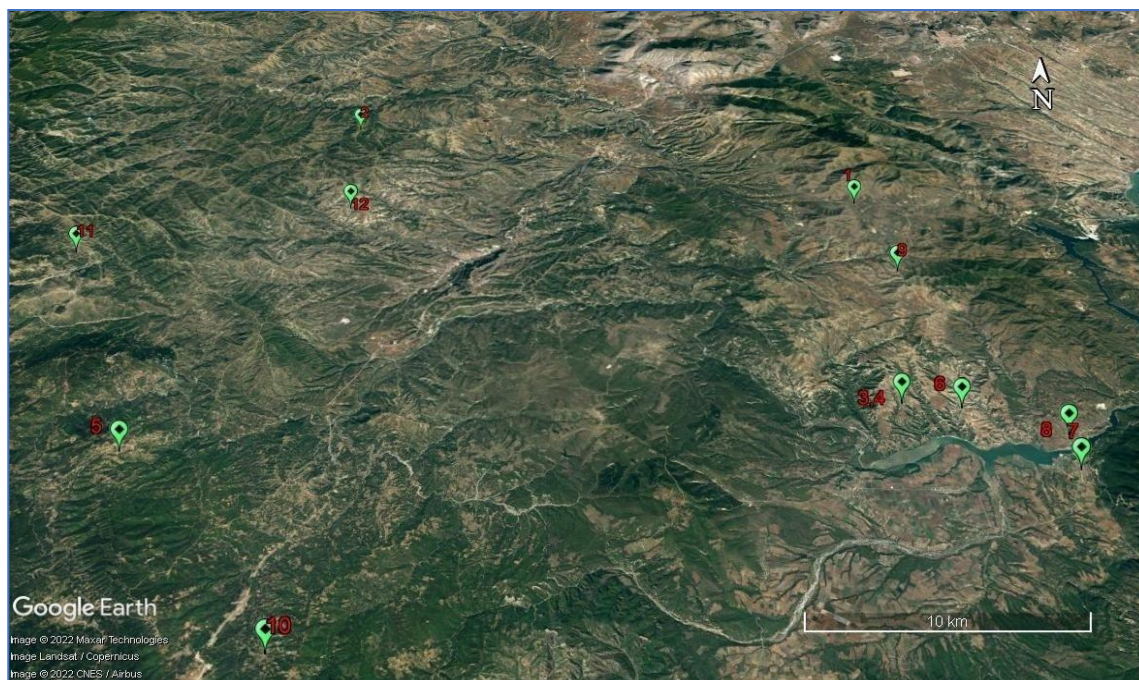 N
2
1
12
11
9
3,4
6
8
7
5
10
Google Earth
10 km
Image © 2022 Maxar Technologies
Image Landsat / Copernicus
Image © 2022 CNES / Airbus